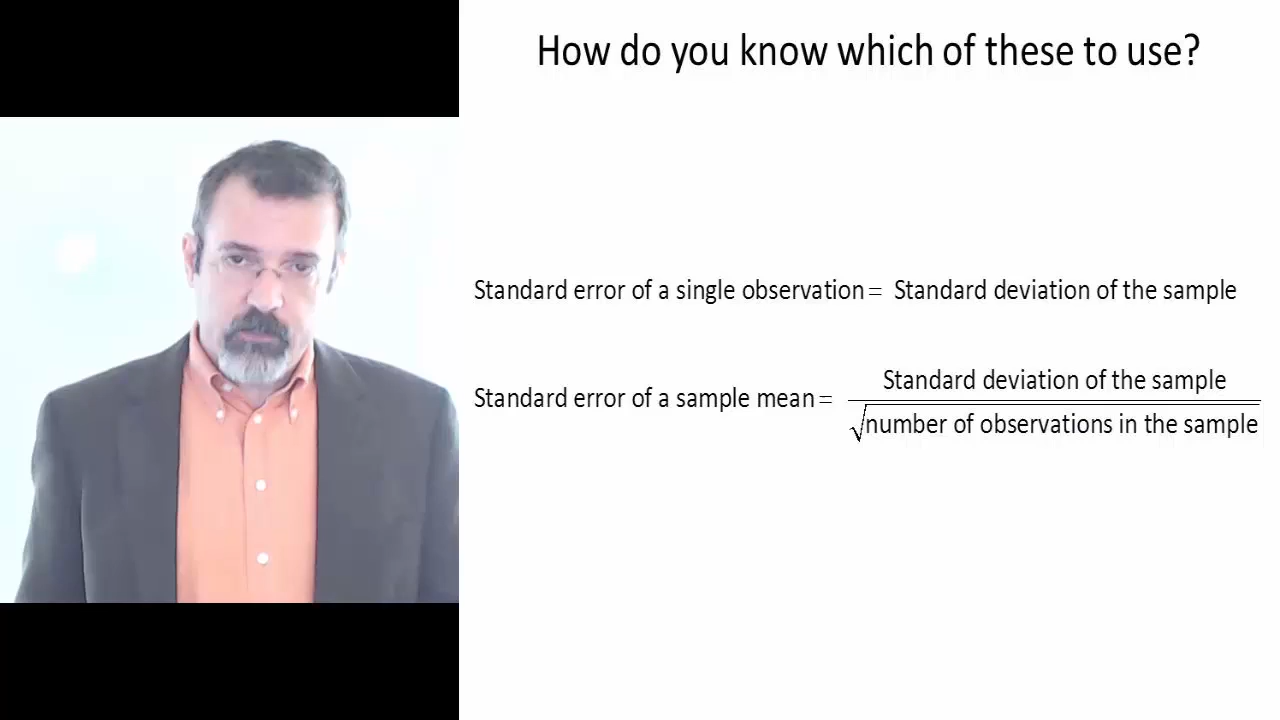 How do you know which of these to use?
Standard error of a single observation = Standard deviation of the sample
Standard error of a sample mean = Standard deviation of the sample
√number of observations in the sample